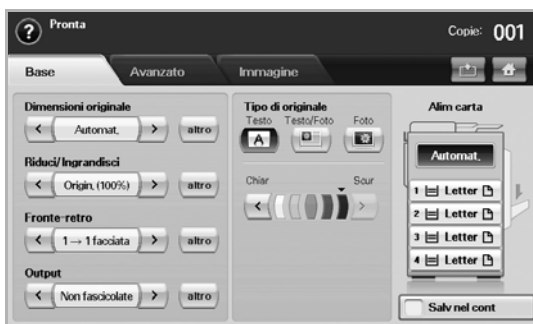 Pronta
Copie: 001
Base Avanzato Immagine
Dimensioni originale
Automat. altro
Riduci/Ingrandisci
Origin. (100%) altro
Fronte-retro
1 → 1 facciata altro
Output
Non fascicolate altro
Tipo di originale
Testo Testo/Foto Foto
A
Chiar Scur
Alim carta
Automat.
1 Letter
2 Letter
3 Letter
4 Letter
Salv nel cont